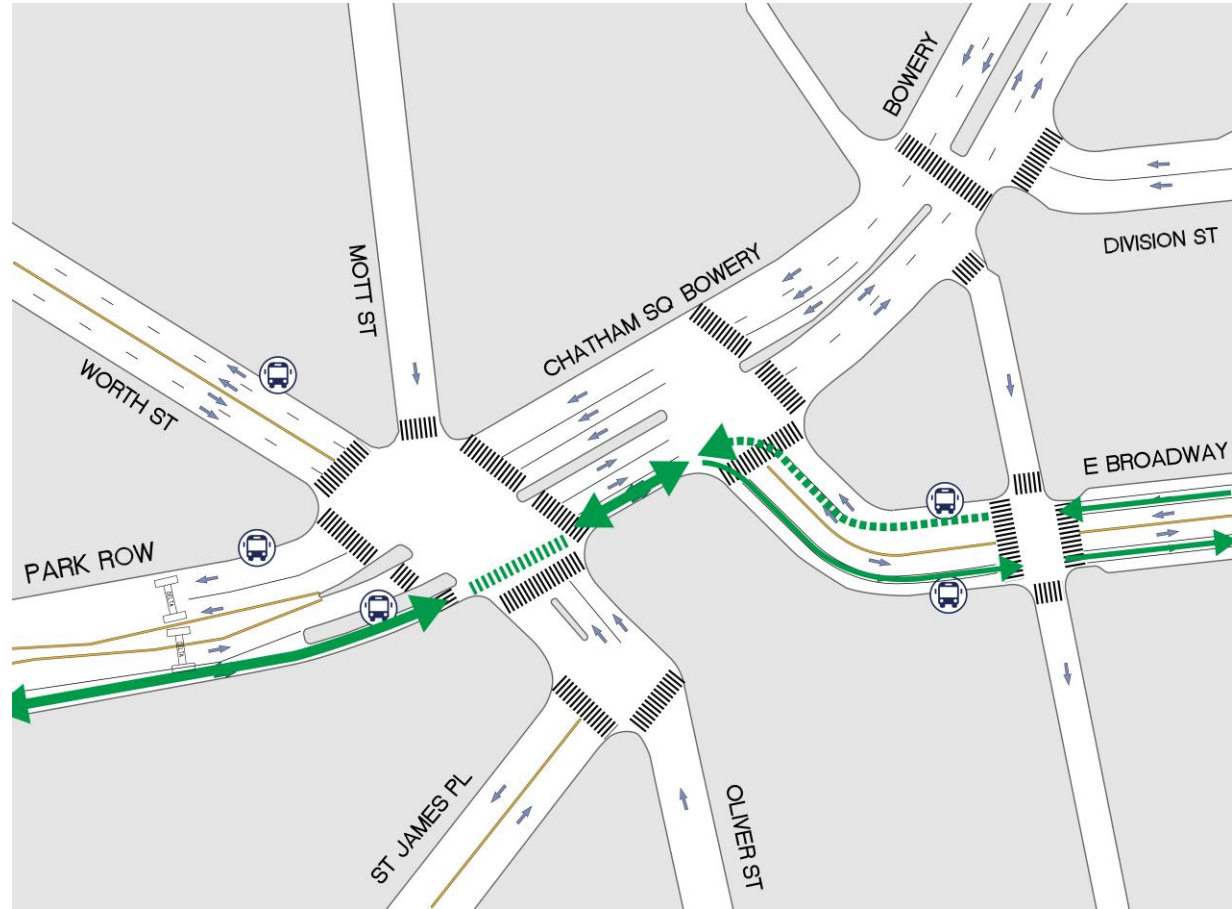 BOWERY
MOTT ST
CHATHAM SQ BOWERY
DIVISION ST
WORTH ST
E BROADWAY
PARK ROW
ST JAMES PL
OLIVER ST